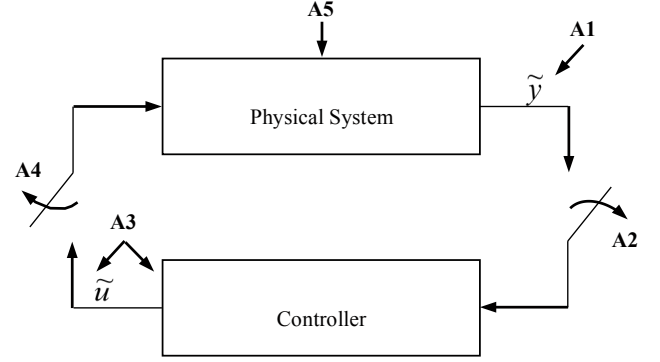 A5
A1
ỹ
Physical System
A4
A3
A2
ũ
Controller